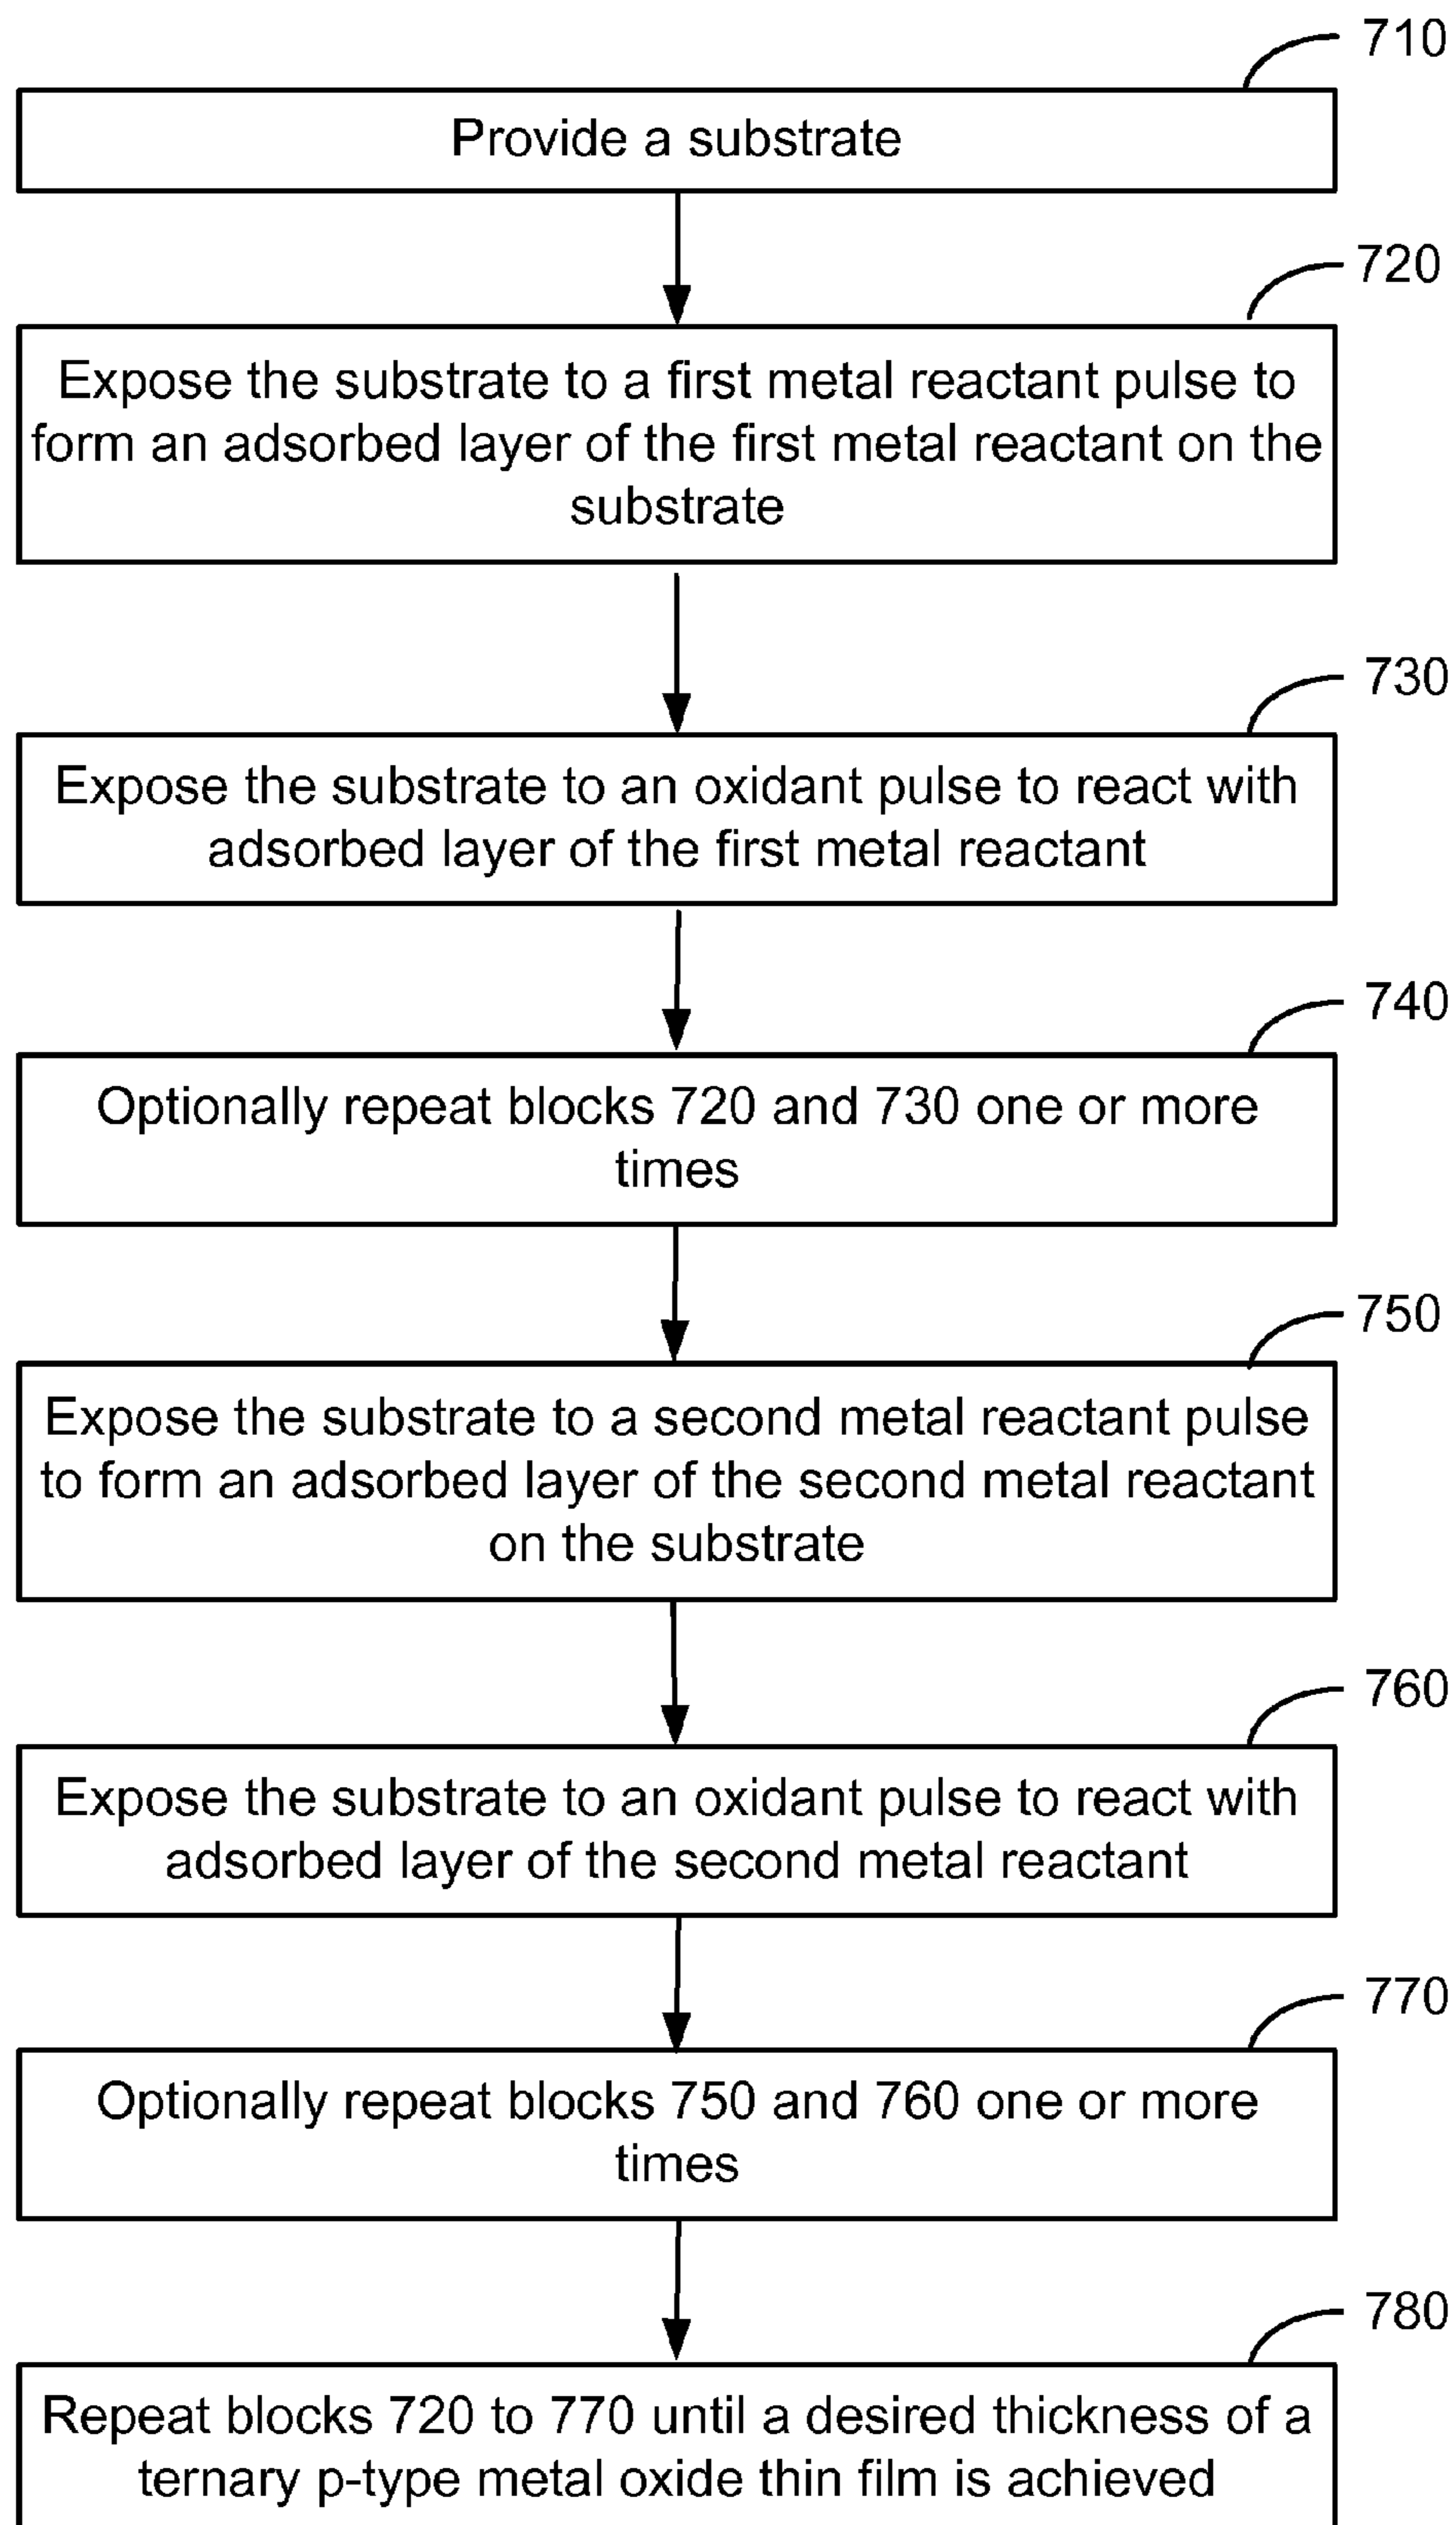 710
Provide a substrate
720
Expose the substrate to a first metal reactant pulse to
form an adsorbed layer of the first metal reactant on the
substrate
730
Expose the substrate to an oxidant pulse to react with
adsorbed layer of the first metal reactant
740
Optionally repeat blocks 720 and 730 one or more
times
750
Expose the substrate to a second metal reactant pulse
to form an adsorbed layer of the second metal reactant
on the substrate
760
Expose the substrate to an oxidant pulse to react with
adsorbed layer of the second metal reactant
770
Optionally repeat blocks 750 and 760 one or more
times
780
Repeat blocks 720 to 770 until a desired thickness of a
ternary p-type metal oxide thin film is achieved